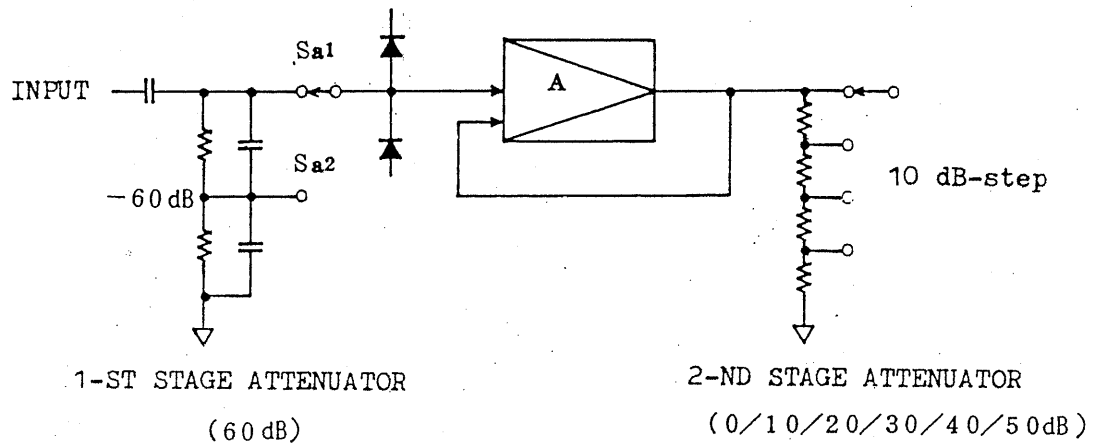 Sa1
INPUT
A
Sa2
-60dB
10 dB-step
1-ST STAGE ATTENUATOR
(60dB)
2-ND STAGE ATTENUATOR
(0/10/20/30/40/50dB)